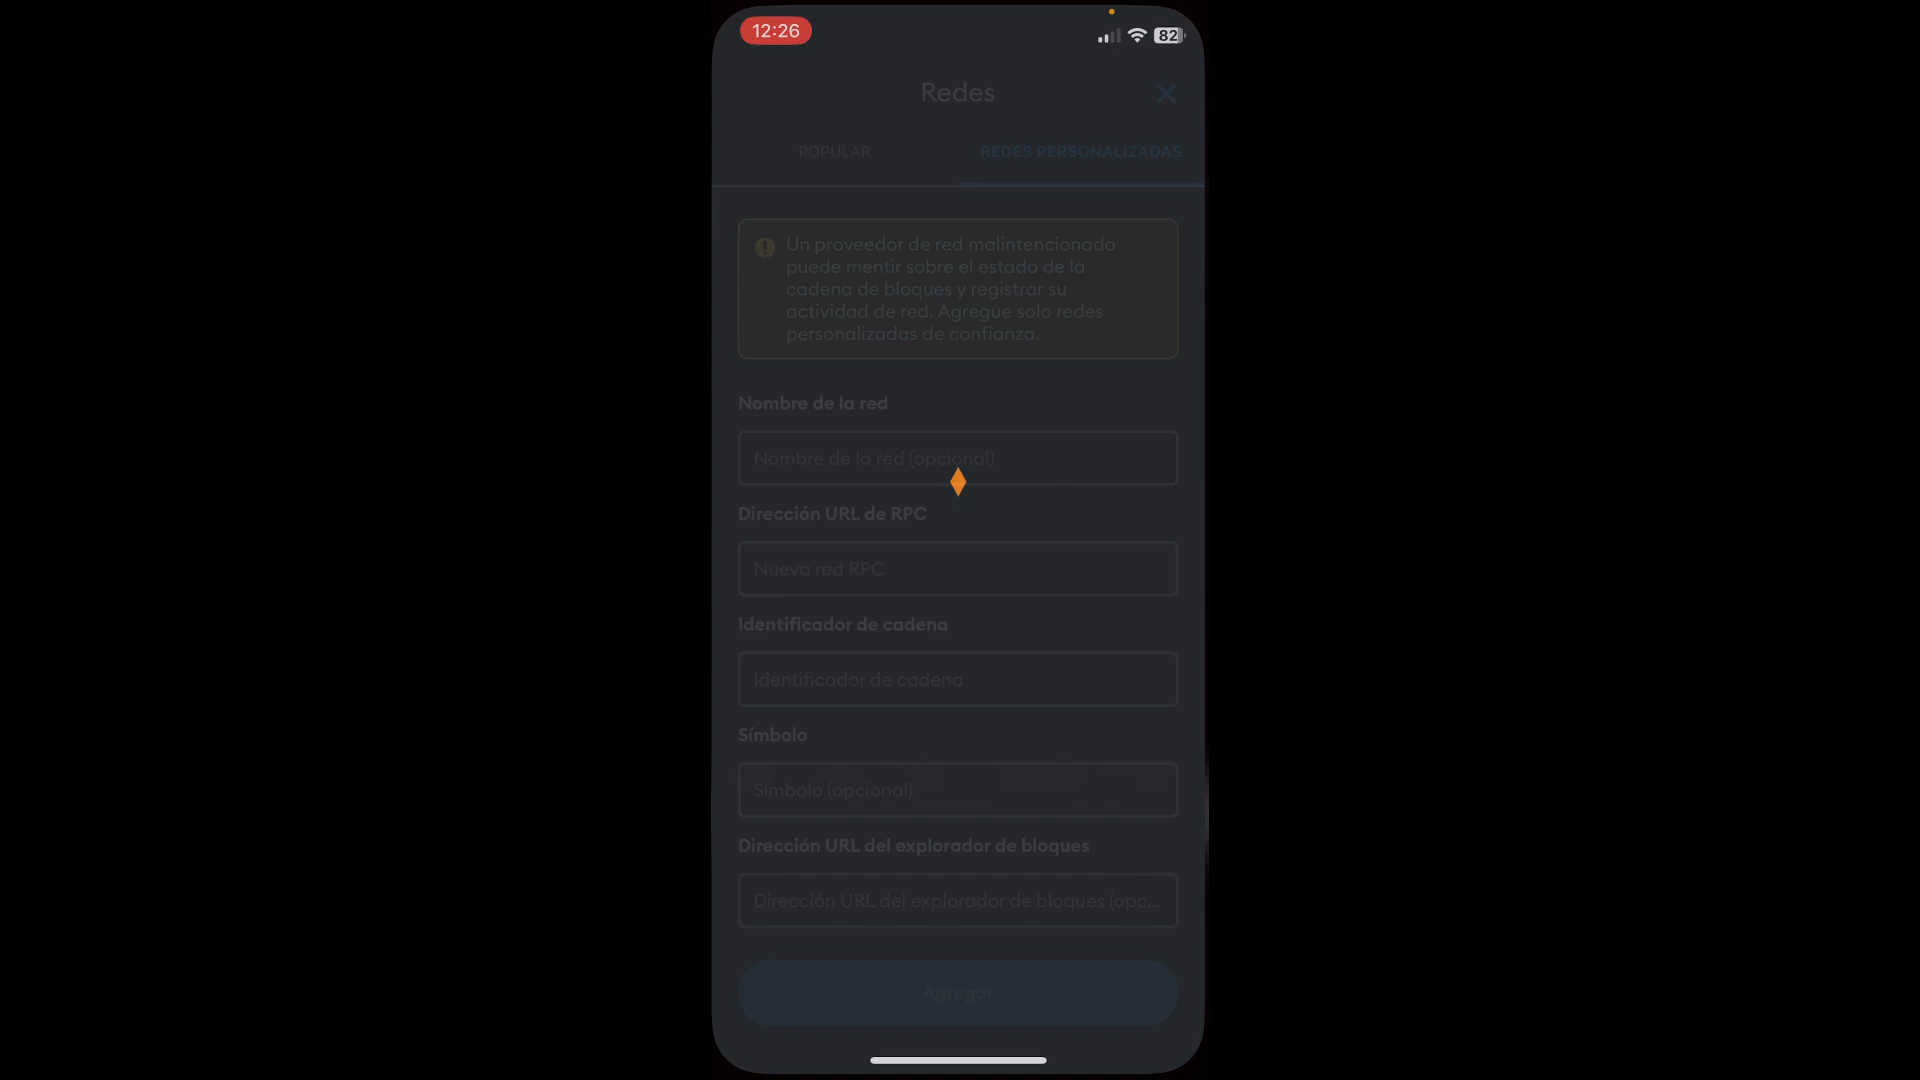 12:26
82
Redes
POPULAR
REDES PERSONALIZADAS
Un proveedor de red malintencionado
puede mentir sobre el estado de la
cadena de bloques y registrar su
actividad de red. Agregue solo redes
personalizadas de confianza.
Nombre de la red
Nombre de la red (opcional)
Dirección URL de RPC
Nueva red RPC
Identificador de cadena
Identificador de cadena
Símbolo
Símbolo (opcional)
Dirección URL del explorador de bloques
Dirección URL del explorador de bloques (opc...
Agregar